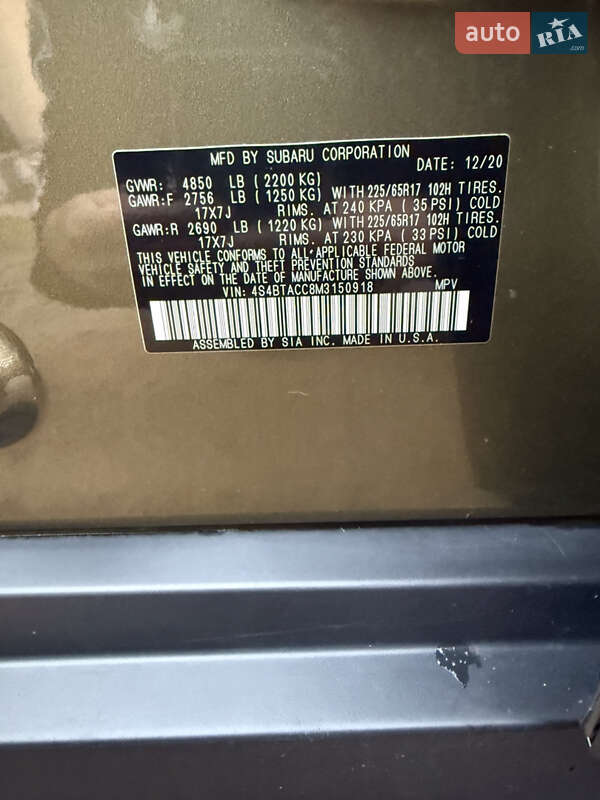 auto RIA .com
MFD BY SUBARU CORPORATION DATE: 12/20
GVWR: 4850 LB ( 2200 KG)
GAWR:F 2756 LB ( 1250 KG) WITH 225/65R17 102H TIRES.
17X7J RIMS. AT 240 KPA ( 35 PSI) COLD
GAWR:R 2690 LB ( 1220 KG) WITH 225/65R17 102H TIRES.
17X7J RIMS. AT 230 KPA ( 33 PSI) COLD
THIS VEHICLE CONFORMS TO ALL APPLICABLE FEDERAL MOTOR
VEHICLE SAFETY AND THEFT PREVENTION STANDARDS
IN EFFECT ON THE DATE OF MANUFACTURE SHOWN ABOVE.
VIN: 4S4BTACC8M3150918 MPV
ASSEMBLED BY SIA INC. MADE IN U.S.A.